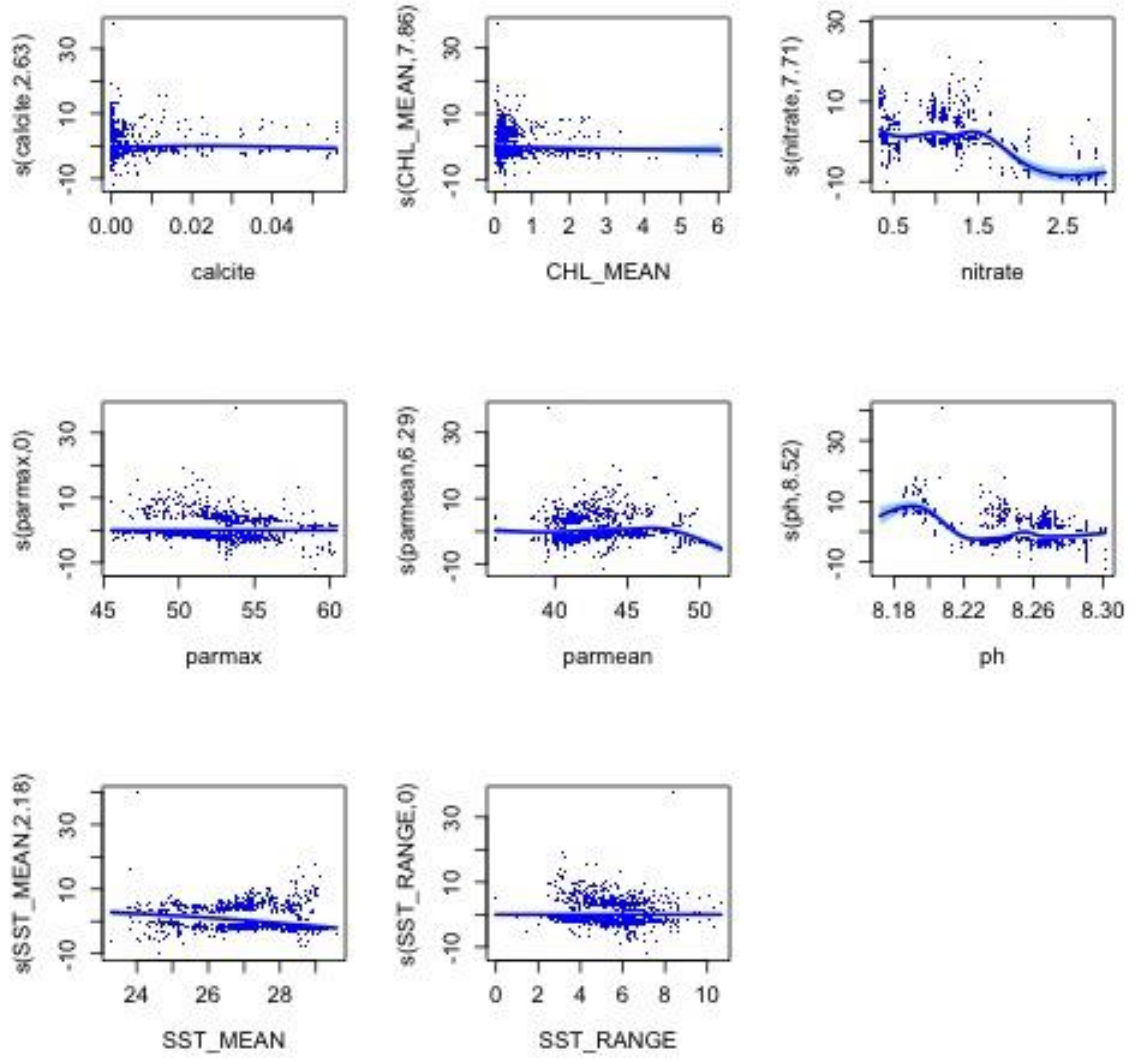 s(calcite,2.63)
30
10
-10
0.00 0.02 0.04
calcite
s(CHL_MEAN,7.86)
30
10
-10
0 1 2 3 4 5 6
CHL_MEAN
s(nitrate,7.71)
30
10
-10
0.5 1.5 2.5
nitrate
s(parmax,0)
30
10
-10
45 50 55 60
parmax
s(parmean,6.29)
30
10
-10
40 45 50
parmean
s(ph,8.52)
30
10
-10
8.18 8.22 8.26 8.30
ph
s(SST_MEAN,2.18)
30
10
-10
24 26 28
SST_MEAN
s(SST_RANGE,0)
30
10
-10
0 2 4 6 8 10
SST_RANGE